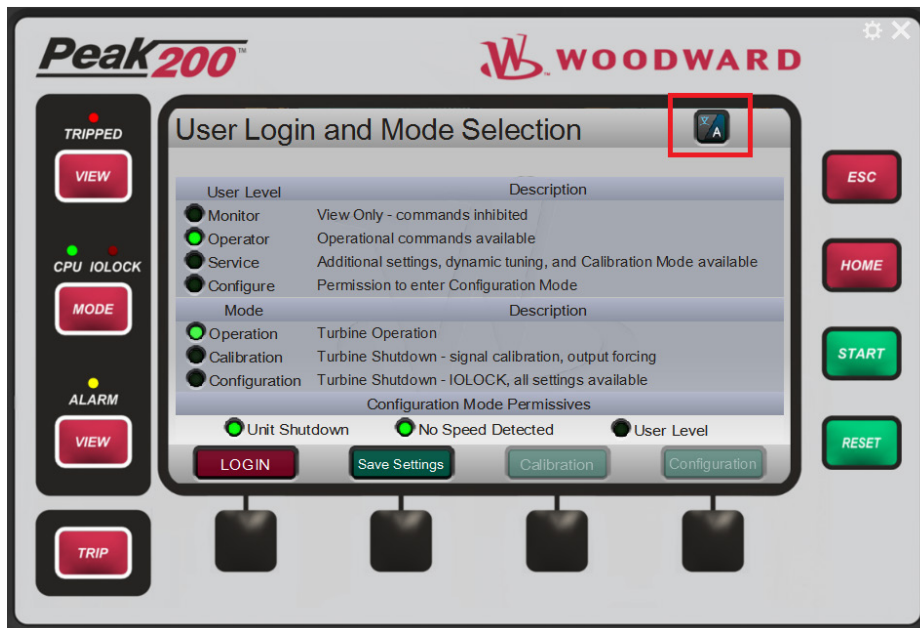 Peak200™
WOODWARD
TRIPPED
VIEW
CPU IOLOCK
MODE
ALARM
VIEW
TRIP
User Login and Mode Selection
A
User Level Description
Monitor View Only - commands inhibited
Operator Operational commands available
Service Additional settings, dynamic tuning, and Calibration Mode available
Configure Permission to enter Configuration Mode
Mode Description
Operation Turbine Operation
Calibration Turbine Shutdown - signal calibration, output forcing
Configuration Turbine Shutdown - IOLOCK, all settings available
Configuration Mode Permissives
Unit Shutdown No Speed Detected User Level
LOGIN Save Settings Calibration Configuration
ESC
HOME
START
RESET